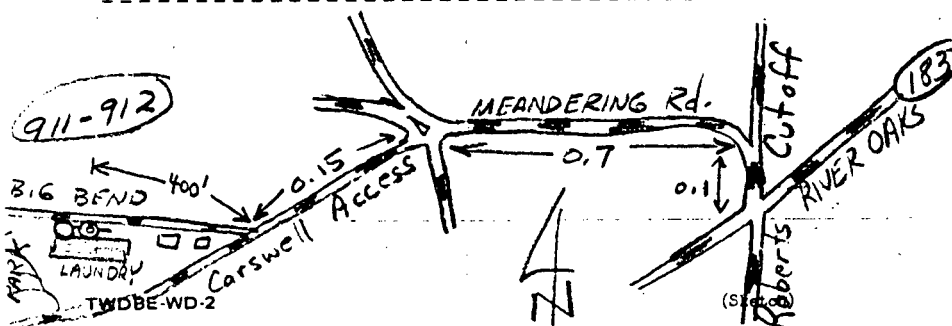 911-912
183
MEANDERING Rd.
Cutoff
0.7
0.15
400'
0.1
RIVER OAKS
BIG BEND
Carswell Access
LAUNDRY
PARK
Roberts
N
TWDBE-WD-2